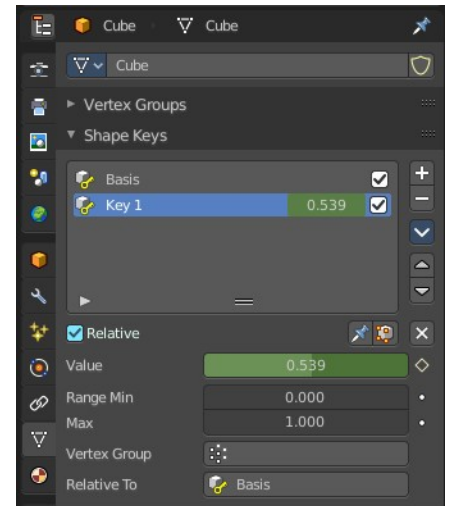 Cube Cube
Cube
Vertex Groups
Shape Keys
Basis
Key 1 0.539
Relative
Value 0.539
Range Min 0.000
Max 1.000
Vertex Group
Relative To Basis